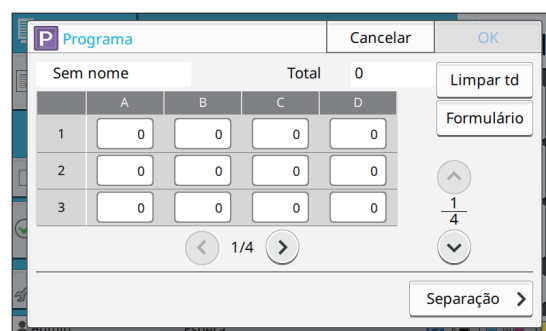 P Programa Cancelar OK
Sem nome Total 0 Limpar td
A B C D Formulário
1 0 0 0 0
2 0 0 0 0
3 0 0 0 0
1/4
1
4
Separação